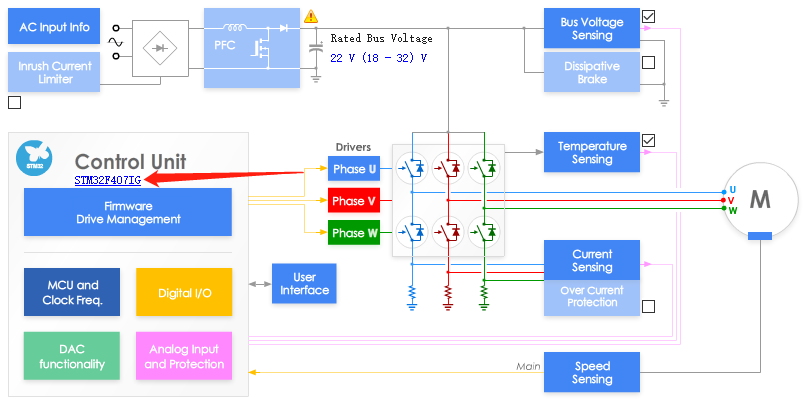 AC Input Info
Inrush Current
Limiter
PFC
Rated Bus Voltage
22 V (18 - 32) V
Bus Voltage
Sensing
Dissipative
Brake
STM32
Control Unit
STM32F407IG
Firmware
Drive Management
Drivers
Phase U
Phase V
Phase W
Temperature
Sensing
U
V
W
M
MCU and
Clock Freq.
Digital I/O
User
Interface
Current
Sensing
Over Current
Protection
DAC
functionality
Analog Input
and Protection
Main
Speed
Sensing